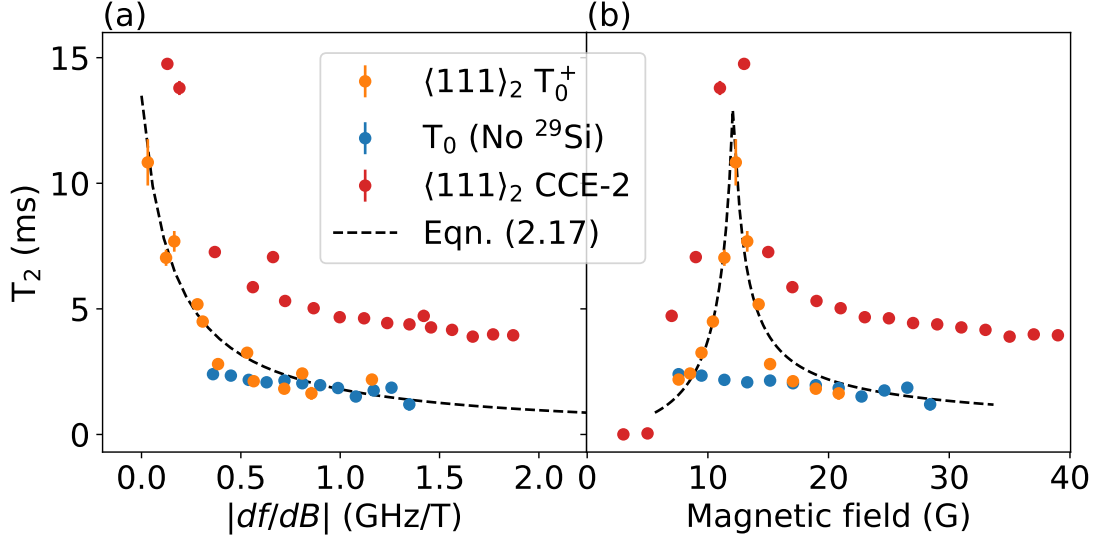 (a)
(b)
15
10
5
0
T₂ (ms)
⟨111⟩₂ T₀⁺
T₀ (No ²⁹Si)
⟨111⟩₂ CCE-2
Eqn. (2.17)
0.0 0.5 1.0 1.5 2.0
0 10 20 30 40
|df/dB| (GHz/T)
Magnetic field (G)